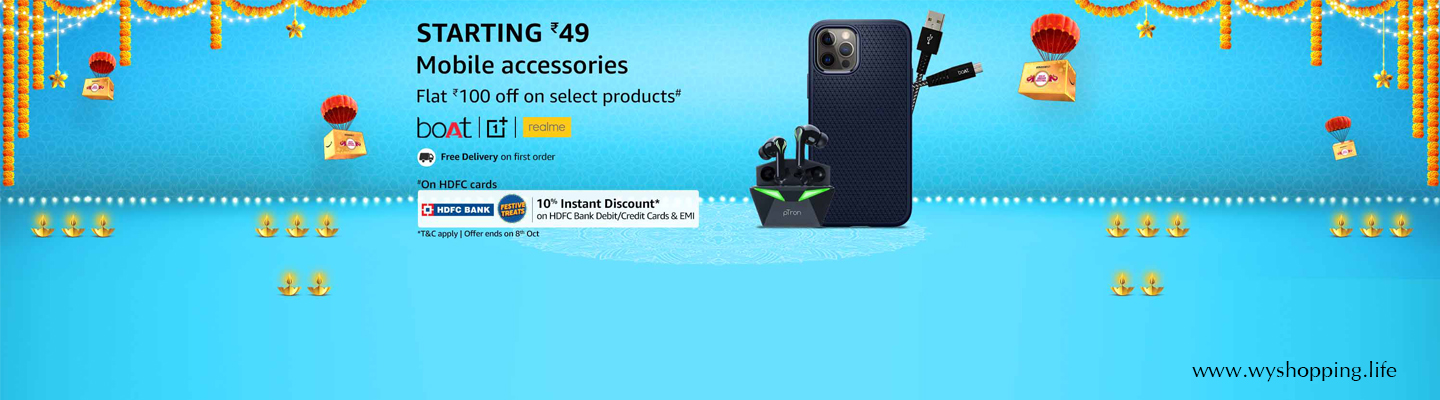 STARTING ₹49
Mobile accessories
Flat ₹100 off on select products#
boAt | 1+ | realme
Free Delivery on first order
#On HDFC cards
HDFC BANK FESTIVE TREATS 10% Instant Discount*
on HDFC Bank Debit/Credit Cards & EMI
*T&C apply | Offer ends on 8th Oct
boAt
pTron
www.wyshopping.life